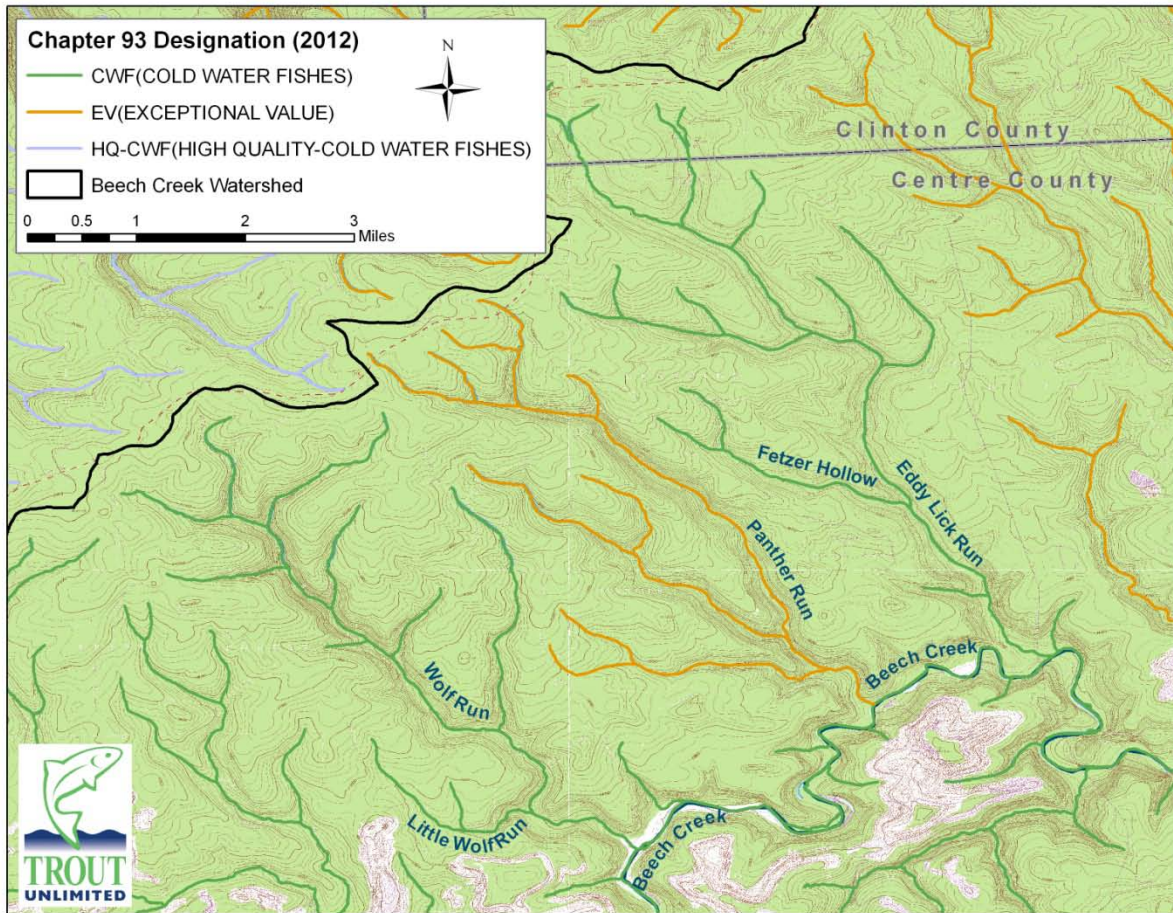 Chapter 93 Designation (2012)
N
CWF(COLD WATER FISHES)
EV(EXCEPTIONAL VALUE)
HQ-CWF(HIGH QUALITY-COLD WATER FISHES)
Beech Creek Watershed
0 0.5 1 2 3
Miles
Clinton County
Centre County
Fetzer Hollow
Eddy Lick Run
Panther Run
Beech Creek
Wolf Run
Little WolfRun
Beech Creek
TROUT
UNLIMITED